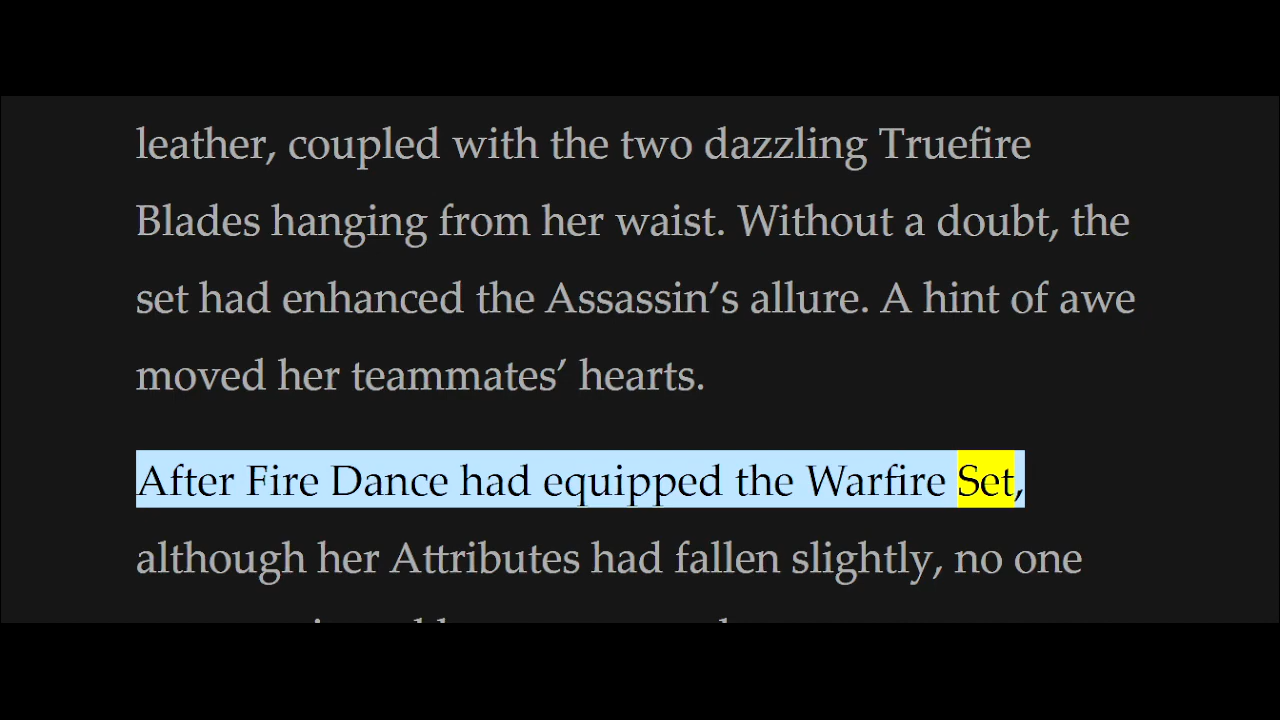 leather, coupled with the two dazzling Truefire
Blades hanging from her waist. Without a doubt, the
set had enhanced the Assassin’s allure. A hint of awe
moved her teammates’ hearts.
After Fire Dance had equipped the Warfire Set,
although her Attributes had fallen slightly, no one